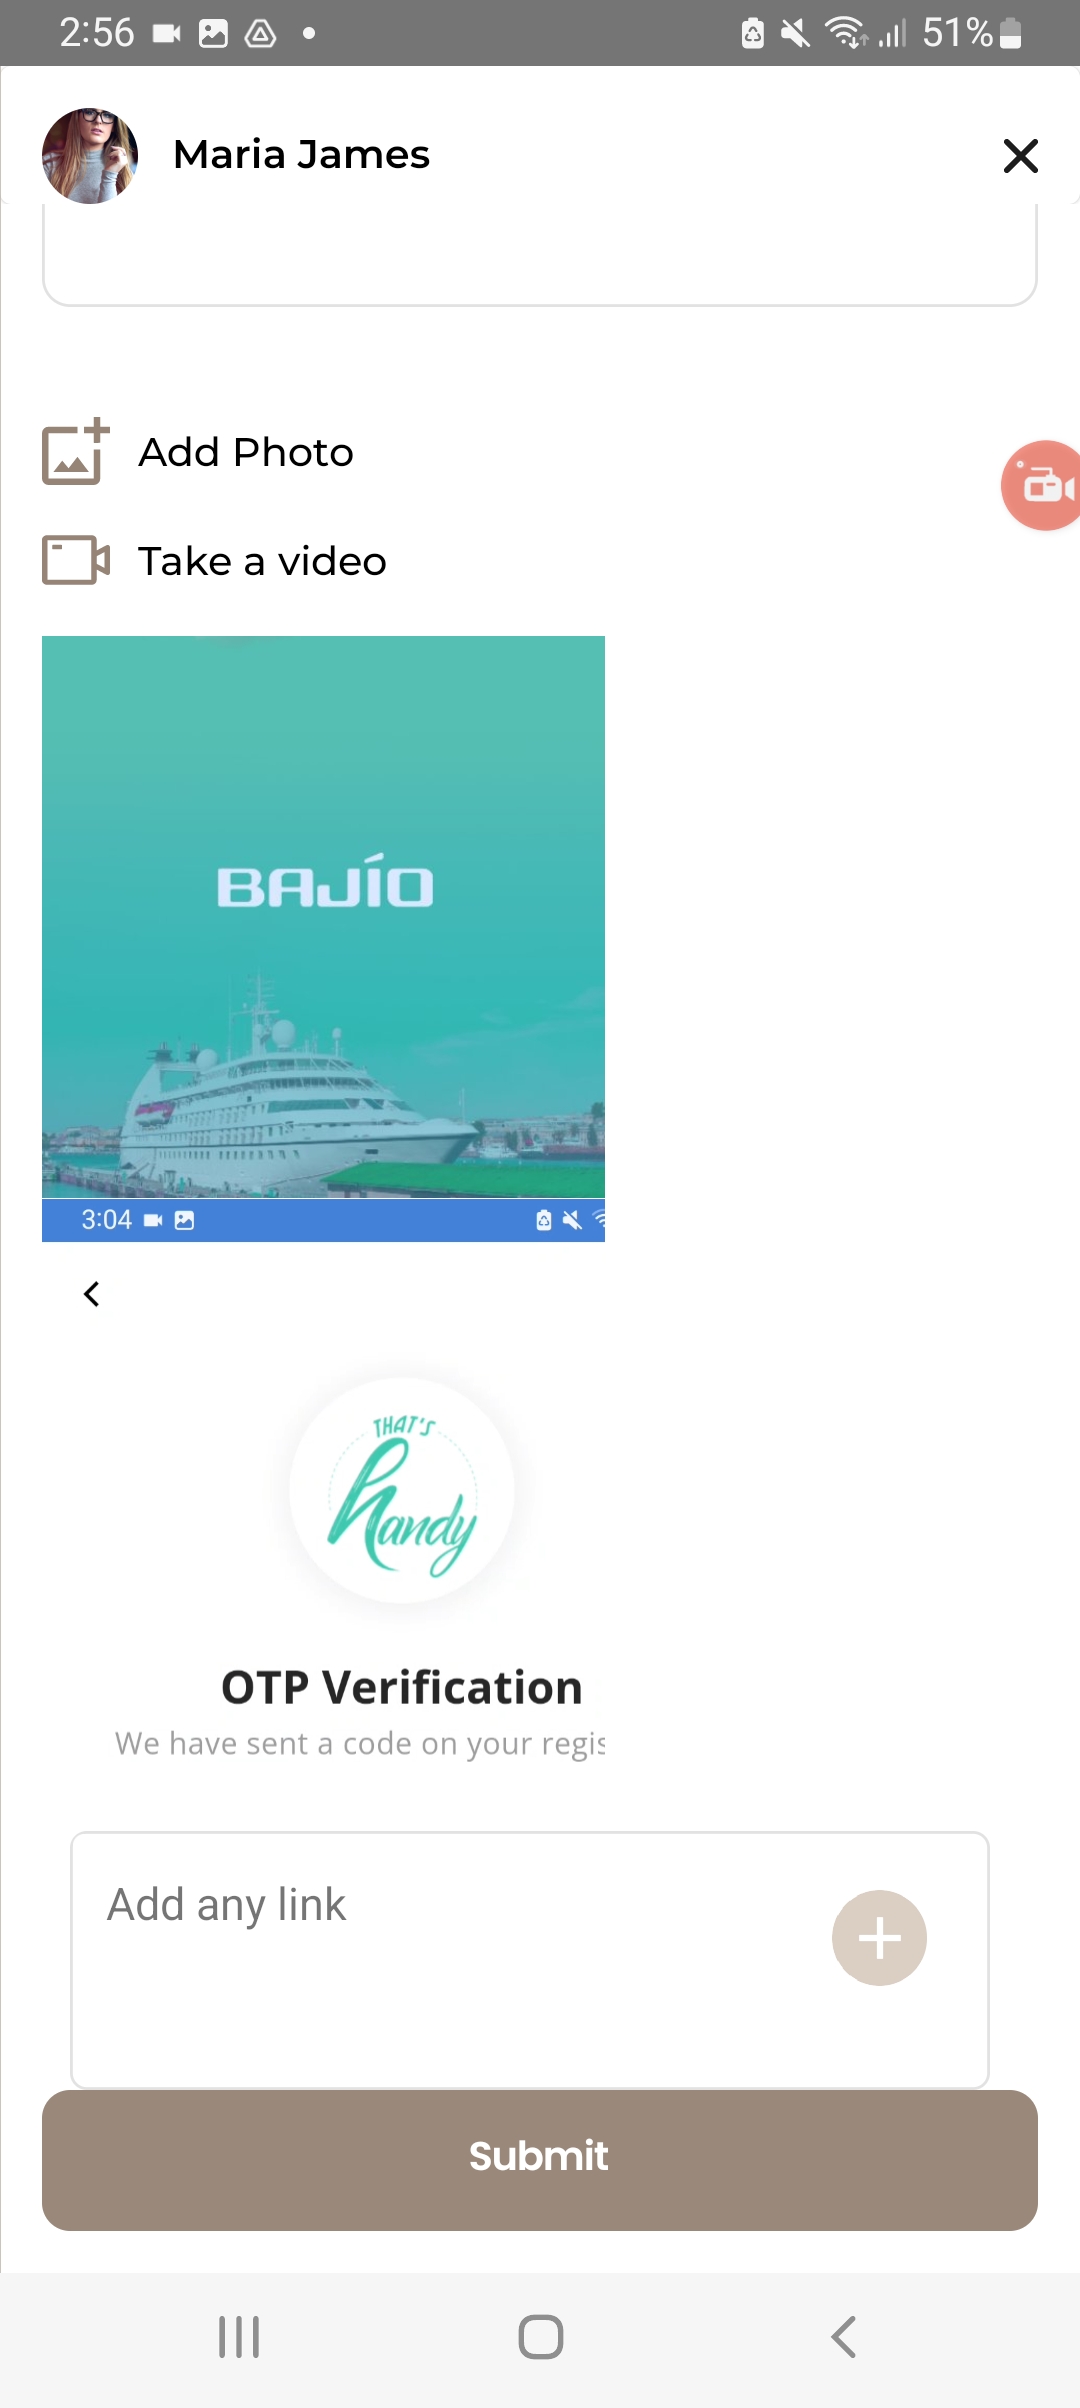 2:56
51%
Maria James
Add Photo
Take a video
BAJÍO
3:04
THAT'S
handy
OTP Verification
We have sent a code on your regis
Add any link
Submit